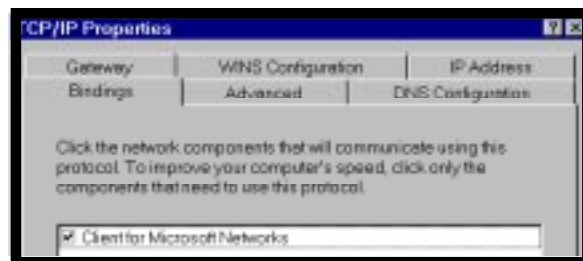 TCP/IP Properties
Gateway WINS Configuration IP Address
Bindings Advanced DNS Configuration
Click the network components that will communicate using this
protocol. To improve your computer's speed, click only the
components that need to use this protocol.
Client for Microsoft Networks